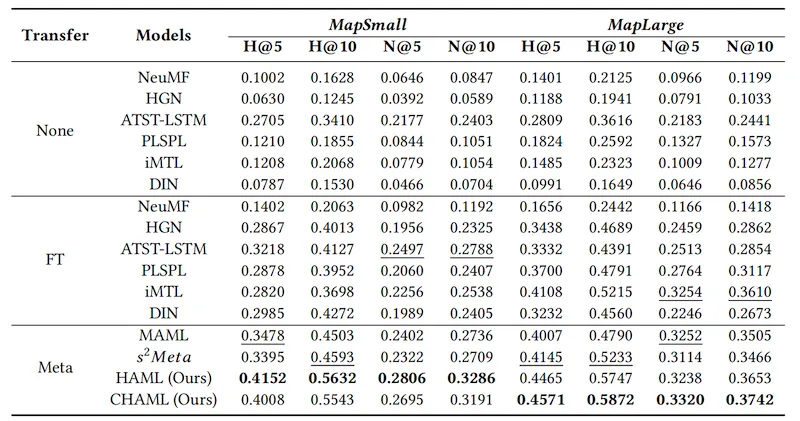 Transfer Models MapSmall MapLarge
H@5 H@10 N@5 N@10 H@5 H@10 N@5 N@10
None
NeuMF 0.1002 0.1628 0.0646 0.0847 0.1401 0.2125 0.0966 0.1199
HGN 0.0630 0.1245 0.0392 0.0589 0.1188 0.1941 0.0791 0.1033
ATST-LSTM 0.2705 0.3410 0.2177 0.2403 0.2809 0.3616 0.2183 0.2441
PLSPL 0.1210 0.1855 0.0844 0.1051 0.1824 0.2592 0.1327 0.1573
iMTL 0.1208 0.2068 0.0779 0.1054 0.1485 0.2323 0.1009 0.1277
DIN 0.0787 0.1530 0.0466 0.0704 0.0991 0.1649 0.0646 0.0856
FT
NeuMF 0.1402 0.2063 0.0982 0.1192 0.1656 0.2442 0.1166 0.1418
HGN 0.2867 0.4013 0.1956 0.2325 0.3438 0.4689 0.2459 0.2862
ATST-LSTM 0.3218 0.4127 0.2497 0.2788 0.3332 0.4391 0.2513 0.2854
PLSPL 0.2878 0.3952 0.2060 0.2407 0.3700 0.4791 0.2764 0.3117
iMTL 0.2820 0.3698 0.2256 0.2538 0.4108 0.5215 0.3254 0.3610
DIN 0.2985 0.4272 0.1989 0.2405 0.3232 0.4560 0.2246 0.2673
Meta
MAML 0.3478 0.4503 0.2402 0.2736 0.4007 0.4790 0.3252 0.3505
s²Meta 0.3395 0.4593 0.2322 0.2709 0.4145 0.5233 0.3114 0.3466
HAML (Ours) 0.4152 0.5632 0.2806 0.3286 0.4465 0.5747 0.3238 0.3653
CHAML (Ours) 0.4008 0.5543 0.2695 0.3191 0.4571 0.5872 0.3320 0.3742